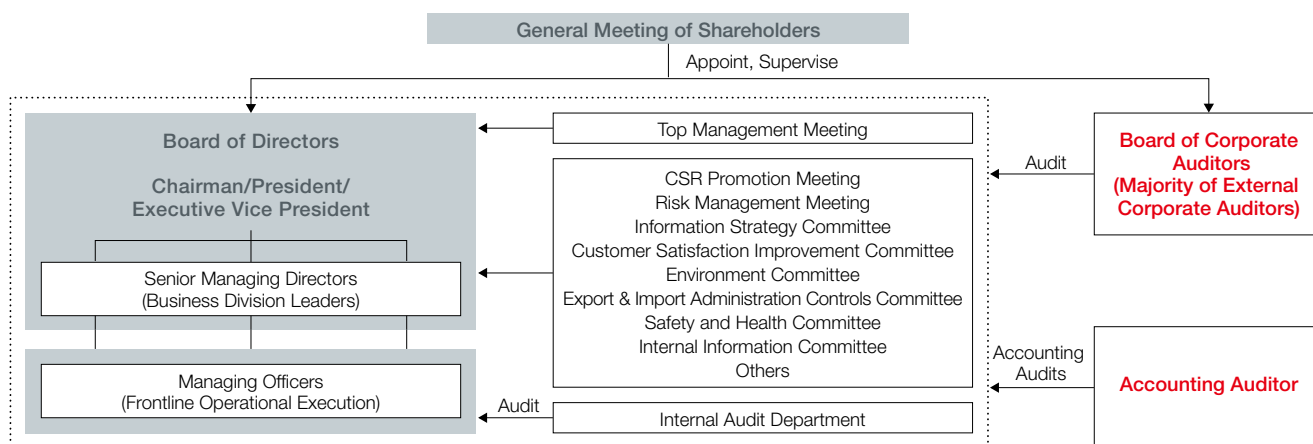 General Meeting of Shareholders
Appoint, Supervise
Board of Directors
Chairman/President/
Executive Vice President
Senior Managing Directors
(Business Division Leaders)
Managing Officers
(Frontline Operational Execution)
Top Management Meeting
CSR Promotion Meeting
Risk Management Meeting
Information Strategy Committee
Customer Satisfaction Improvement Committee
Environment Committee
Export & Import Administration Controls Committee
Safety and Health Committee
Internal Information Committee
Others
Audit
Internal Audit Department
Audit
Board of Corporate
Auditors
(Majority of External
Corporate Auditors)
Accounting
Audits
Accounting Auditor